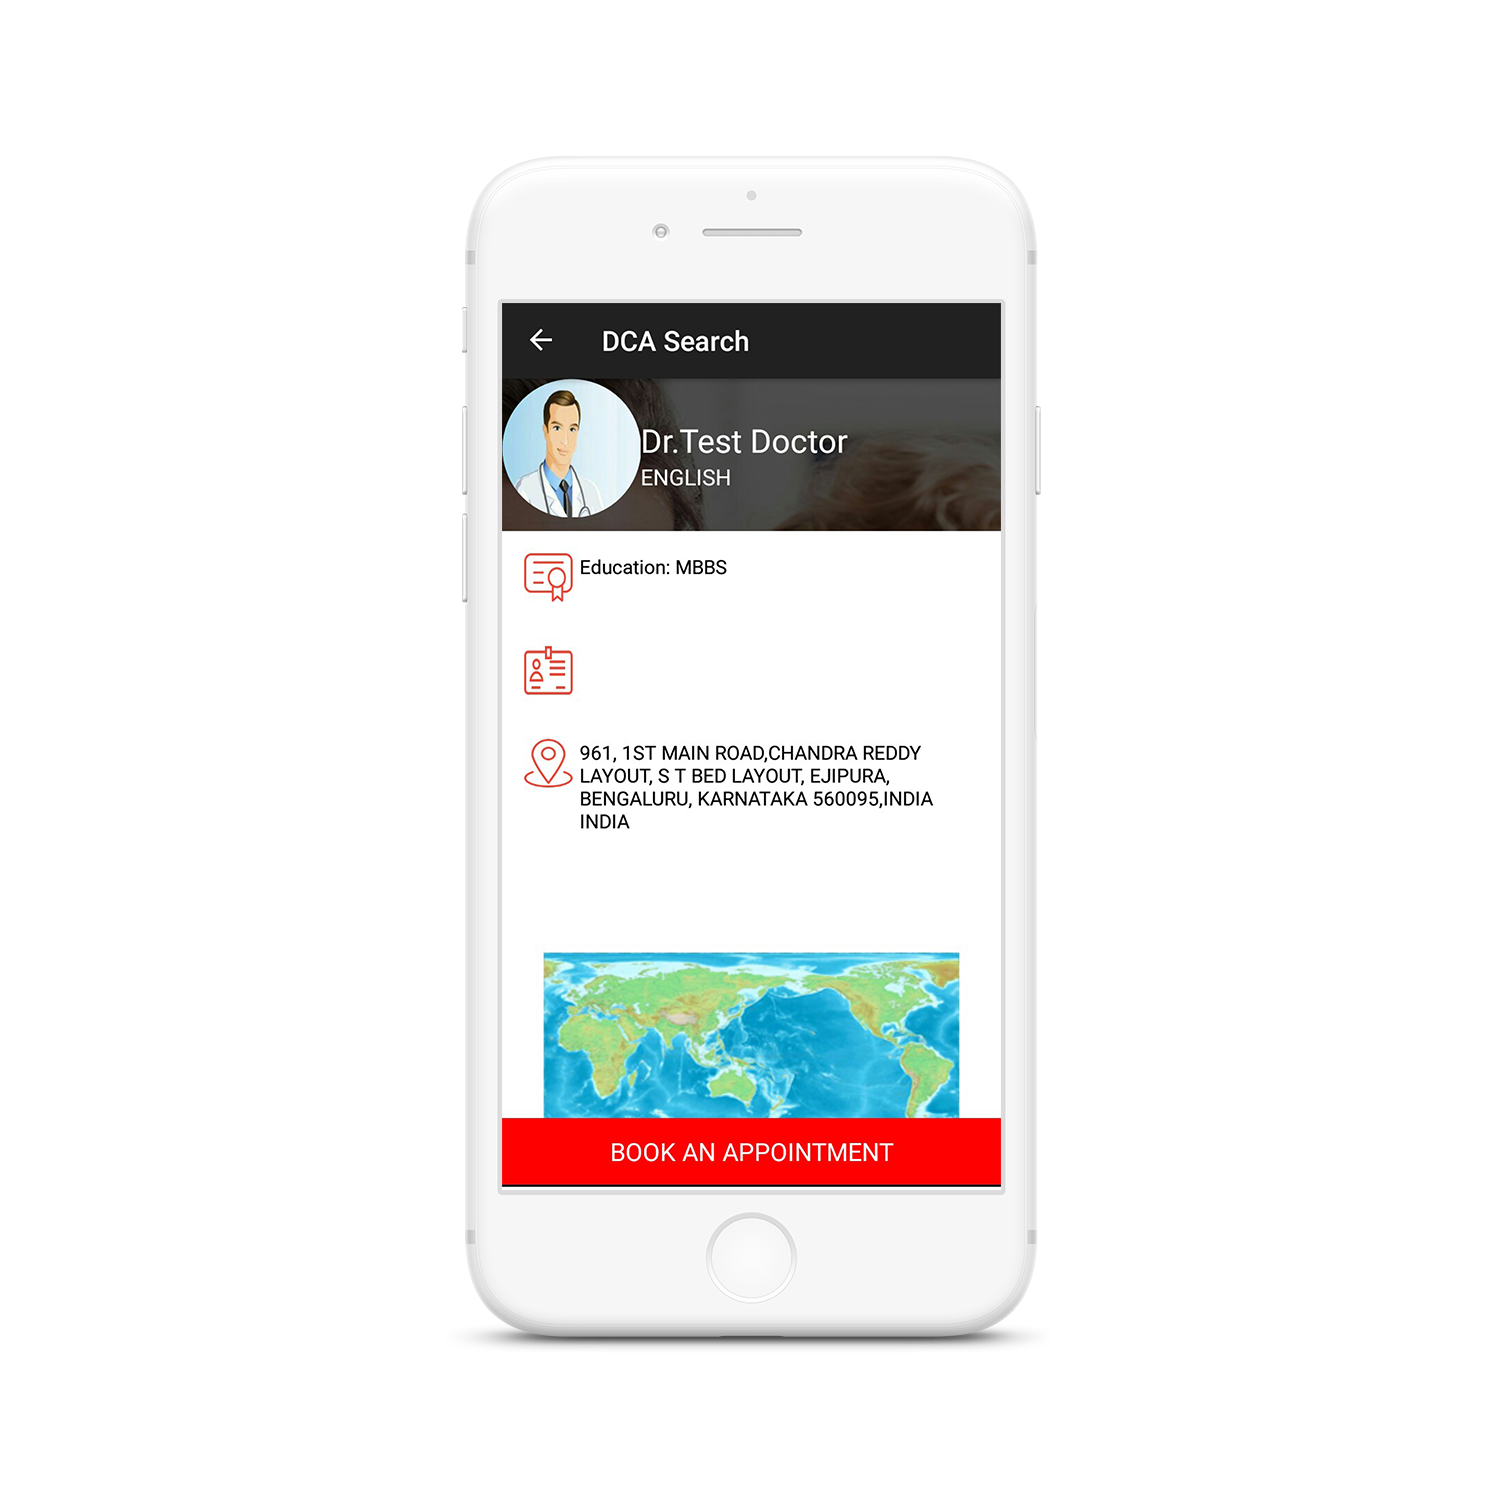 DCA Search
Dr.Test Doctor
ENGLISH
Education: MBBS
961, 1ST MAIN ROAD,CHANDRA REDDY
LAYOUT, S T BED LAYOUT, EJIPURA,
BENGALURU, KARNATAKA 560095,INDIA
INDIA
BOOK AN APPOINTMENT